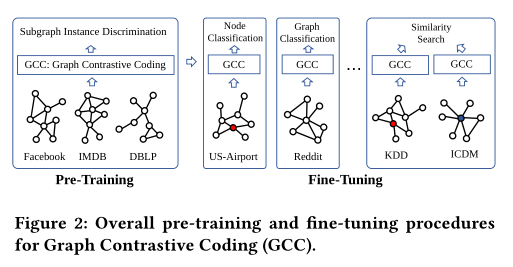 Subgraph Instance Discrimination
GCC: Graph Contrastive Coding
Facebook IMDB DBLP
Pre-Training
Node
Classification
GCC
US-Airport
Graph
Classification
GCC
Reddit
...
Similarity
Search
GCC GCC
KDD ICDM
Fine-Tuning
Figure 2: Overall pre-training and fine-tuning procedures
for Graph Contrastive Coding (GCC).